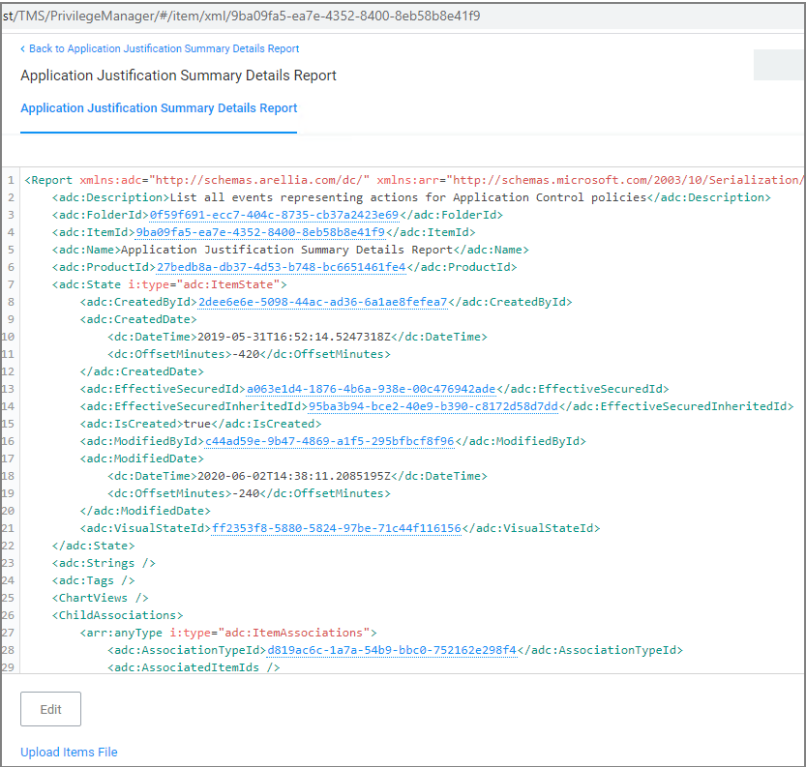 st/TMS/PrivilegeManager/#/item/xml/9ba09fa5-ea7e-4352-8400-8eb58b8e41f9
‹ Back to Application Justification Summary Details Report
Application Justification Summary Details Report
Application Justification Summary Details Report
1 <Report xmlns:adc="http://schemas.arellia.com/dc/" xmlns:arr="http://schemas.microsoft.com/2003/10/Serialization/
2 <adc:Description>List all events representing actions for Application Control policies</adc:Description>
3 <adc:FolderId>0f59f691-ecc7-404c-8735-cb37a2423e69</adc:FolderId>
4 <adc:ItemId>9ba09fa5-ea7e-4352-8400-8eb58b8e41f9</adc:ItemId>
5 <adc:Name>Application Justification Summary Details Report</adc:Name>
6 <adc:ProductId>27bedb8a-db37-4d53-b748-bc6651461fe4</adc:ProductId>
7 <adc:State i:type="adc:ItemState">
8 <adc:CreatedById>2dee6e6e-5098-44ac-ad36-6a1ae8fefea7</adc:CreatedById>
9 <adc:CreatedDate>
10 <dc:DateTime>2019-05-31T16:52:14.5247318Z</dc:DateTime>
11 <dc:OffsetMinutes>-420</dc:OffsetMinutes>
12 </adc:CreatedDate>
13 <adc:EffectiveSecuredId>a063e1d4-1876-4b6a-938e-00c476942ade</adc:EffectiveSecuredId>
14 <adc:EffectiveSecuredInheritedId>95ba3b94-bce2-40e9-b390-c8172d58d7dd</adc:EffectiveSecuredInheritedId>
15 <adc:IsCreated>true</adc:IsCreated>
16 <adc:ModifiedById>c44ad59e-9b47-4869-a1f5-295bfbcf8f96</adc:ModifiedById>
17 <adc:ModifiedDate>
18 <dc:DateTime>2020-06-02T14:38:11.2085195Z</dc:DateTime>
19 <dc:OffsetMinutes>-240</dc:OffsetMinutes>
20 </adc:ModifiedDate>
21 <adc:VisualStateId>ff2353f8-5880-5824-97be-71c44f116156</adc:VisualStateId>
22 </adc:State>
23 <adc:Strings />
24 <adc:Tags />
25 <ChartViews />
26 <ChildAssociations>
27 <arr:anyType i:type="adc:ItemAssociations">
28 <adc:AssociationTypeId>d819ac6c-1a7a-54b9-bbc0-752162e298f4</adc:AssociationTypeId>
29 <adc:AssociatedItemIds />
Edit
Upload Items File